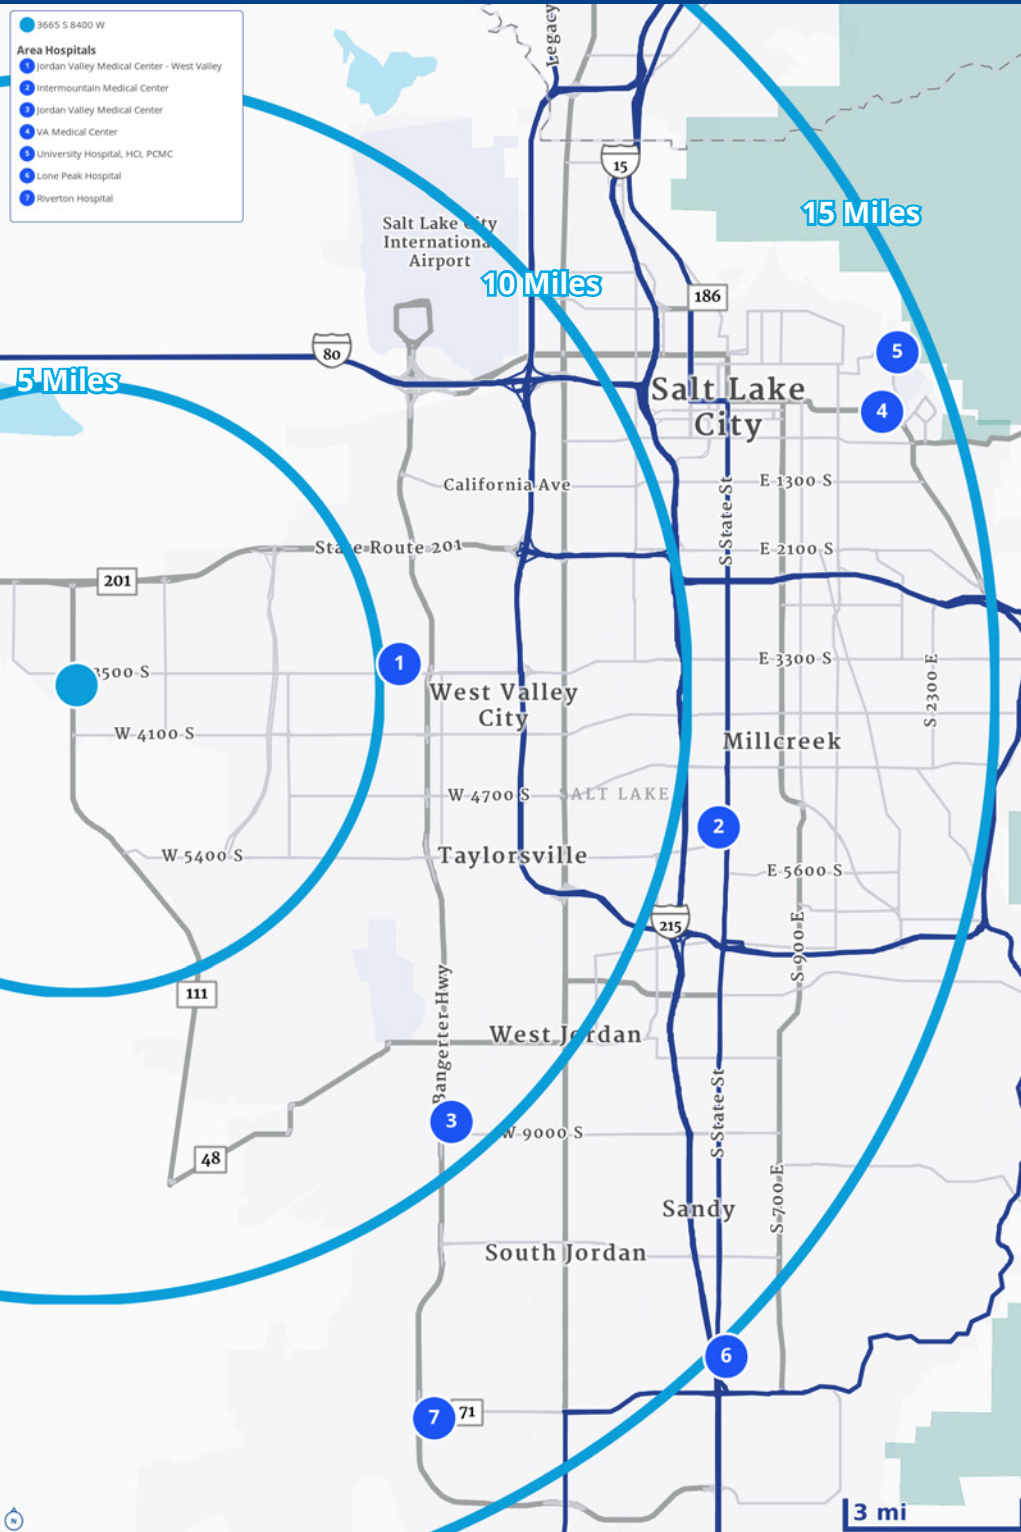 3665 S 8400 W
Area Hospitals
1 Jordan Valley Medical Center - West Valley
2 Intermountain Medical Center
3 Jordan Valley Medical Center
4 VA Medical Center
5 University Hospital, HCI, PCMC
6 Lone Peak Hospital
7 Riverton Hospital
Legacy
15
15 Miles
Salt Lake City
International
Airport
10 Miles
186
80
5
5 Miles
Salt Lake
City
4
California Ave
E 1300 S
S State St
State Route 201
E 2100 S
201
3500 S
1
E 3300 S
S 2300 E
West Valley
City
W 4100 S
Millcreek
W 4700 S
SALT LAKE
2
W 5400 S
Taylorsville
E 5600 S
215
S 900 E
111
Bangerter Hwy
West Jordan
3
W 9000 S
S State St
48
S 700 E
Sandy
South Jordan
6
7
71
3 mi
N